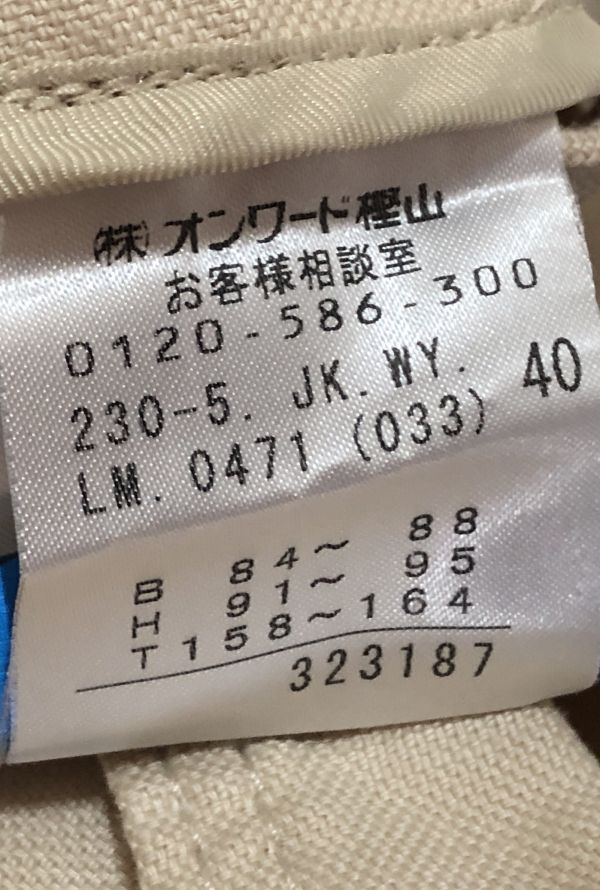 ㈱オンワード樫山
お客様相談室
0120-586-300
230-5. JK. WY. 40
LM. 0471 (033)
B 84～ 88
H 91～ 95
T158～164
323187